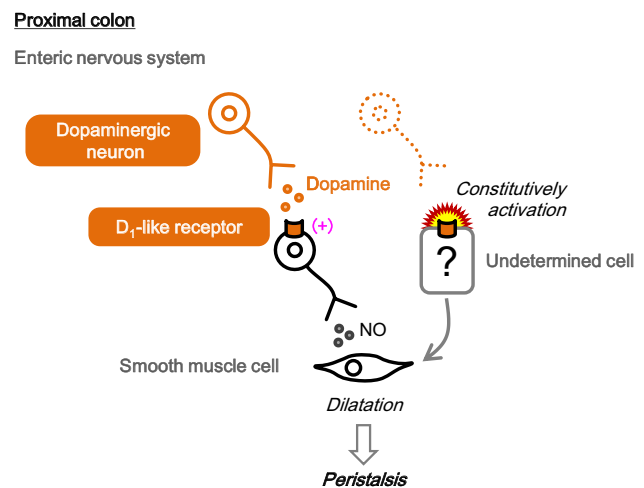 Proximal colon
Enteric nervous system
Dopaminergic
neuron
Dopamine
Constitutively
activation
D1-like receptor
(+)
?
Undetermined cell
NO
Smooth muscle cell
Dilatation
Peristalsis